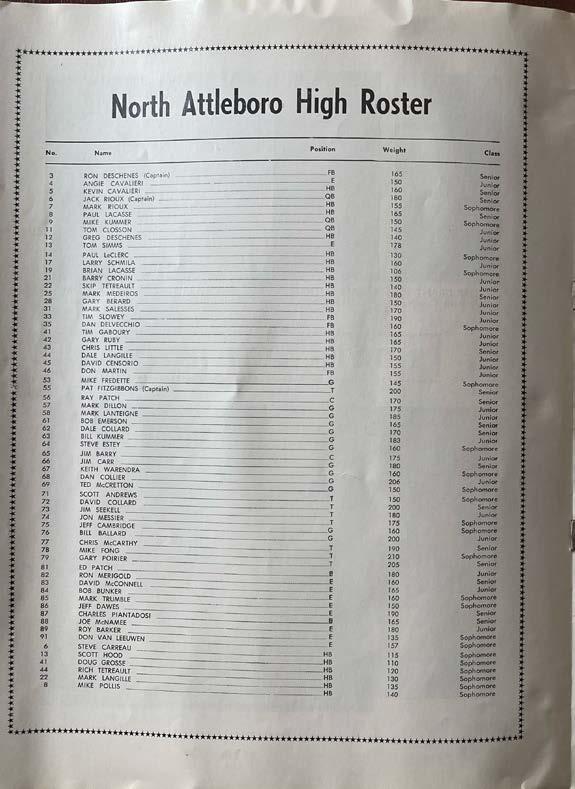 North Attleboro High Roster
No. Name Position Weight Class
3 RON DESCHENES (Captain) FB 165 Senior
4 ANGIE CAVALIERI E 150 Junior
5 KEVIN CAVALIERI HB 160 Senior
6 JACK RIOUX (Captain) QB 180 Senior
7 MARK RIOUX HB 155 Sophomore
8 PAUL LACASSE HB 165 Senior
9 MIKE KUMMER QB 150 Sophomore
11 TOM CLOSSON QB 145 Junior
12 GREG DESCHENES HB 140 Junior
13 TOM SIMMS E 178 Junior
14 PAUL LeCLERC HB 130 Sophomore
17 LARRY SCHMILA HB 160 Junior
19 BRIAN LACASSE HB 106 Sophomore
21 BARRY CRONIN HB 150 Junior
22 SKIP TETREAULT HB 140 Junior
25 MARK MEDEIROS HB 180 Senior
28 GARY BERARD HB 150 Junior
31 MARK SALESSES HB 170 Junior
33 TIM SLOWEY FB 190 Junior
35 DAN DELVECCHIO FB 160 Sophomore
41 TIM GABOURY HB 165 Junior
42 GARY RUBY HB 165 Junior
43 CHRIS LITTLE HB 170 Junior
44 DALE LANGILLE HB 150 Senior
45 DAVID CENSORIO HB 155 Junior
46 DON MARTIN FB 155 Junior
53 MIKE FREDETTE G 145 Sophomore
55 PAT FITZGIBBONS (Captain) T 200 Senior
56 RAY PATCH C 170 Senior
57 MARK DILLON G 175 Junior
58 MARK LANTEIGNE G 185 Junior
61 BOB EMERSON G 165 Junior
62 DALE COLLARD G 170 Senior
63 BILL KUMMER G 183 Junior
64 STEVE ESTEY G 160 Sophomore
65 JIM BARRY C 175 Junior
66 JIM CARR G 180 Senior
67 KEITH WARENDRA G 160 Sophomore
68 DAN COLLIER G 206 Junior
69 TED McCRETTON G 150 Sophomore
71 SCOTT ANDREWS T 150 Sophomore
72 DAVID COLLARD T 200 Senior
73 JIM SEEKELL T 180 Junior
74 JON MESSIER T 175 Sophomore
75 JEFF CAMBRIDGE G 160 Sophomore
76 BILL BALLARD G 200 Junior
77 CHRIS McCARTHY T 190 Senior
78 MIKE FONG T 210 Sophomore
79 GARY POIRIER T 205 Senior
81 ED PATCH E 180 Junior
82 RON MERIGOLD E 160 Senior
83 DAVID McCONNELL E 165 Junior
84 BOB BUNKER E 160 Sophomore
85 MARK TRUMBLE E 150 Sophomore
86 JEFF DAWES E 190 Senior
87 CHARLES PIANTADOSI E 165 Senior
88 JOE McNAMEE E 180 Junior
89 ROY BARKER E 135 Sophomore
91 DON VAN LEEUWEN E 157 Sophomore
6 STEVE CARREAU HB 115 Sophomore
13 SCOTT HOOD HB 110 Sophomore
41 DOUG GROSSE HB 120 Sophomore
44 RICH TETREAULT HB 130 Sophomore
22 MARK LANGILLE HB 135 Sophomore
8 MIKE POLLIS HB 140 Sophomore